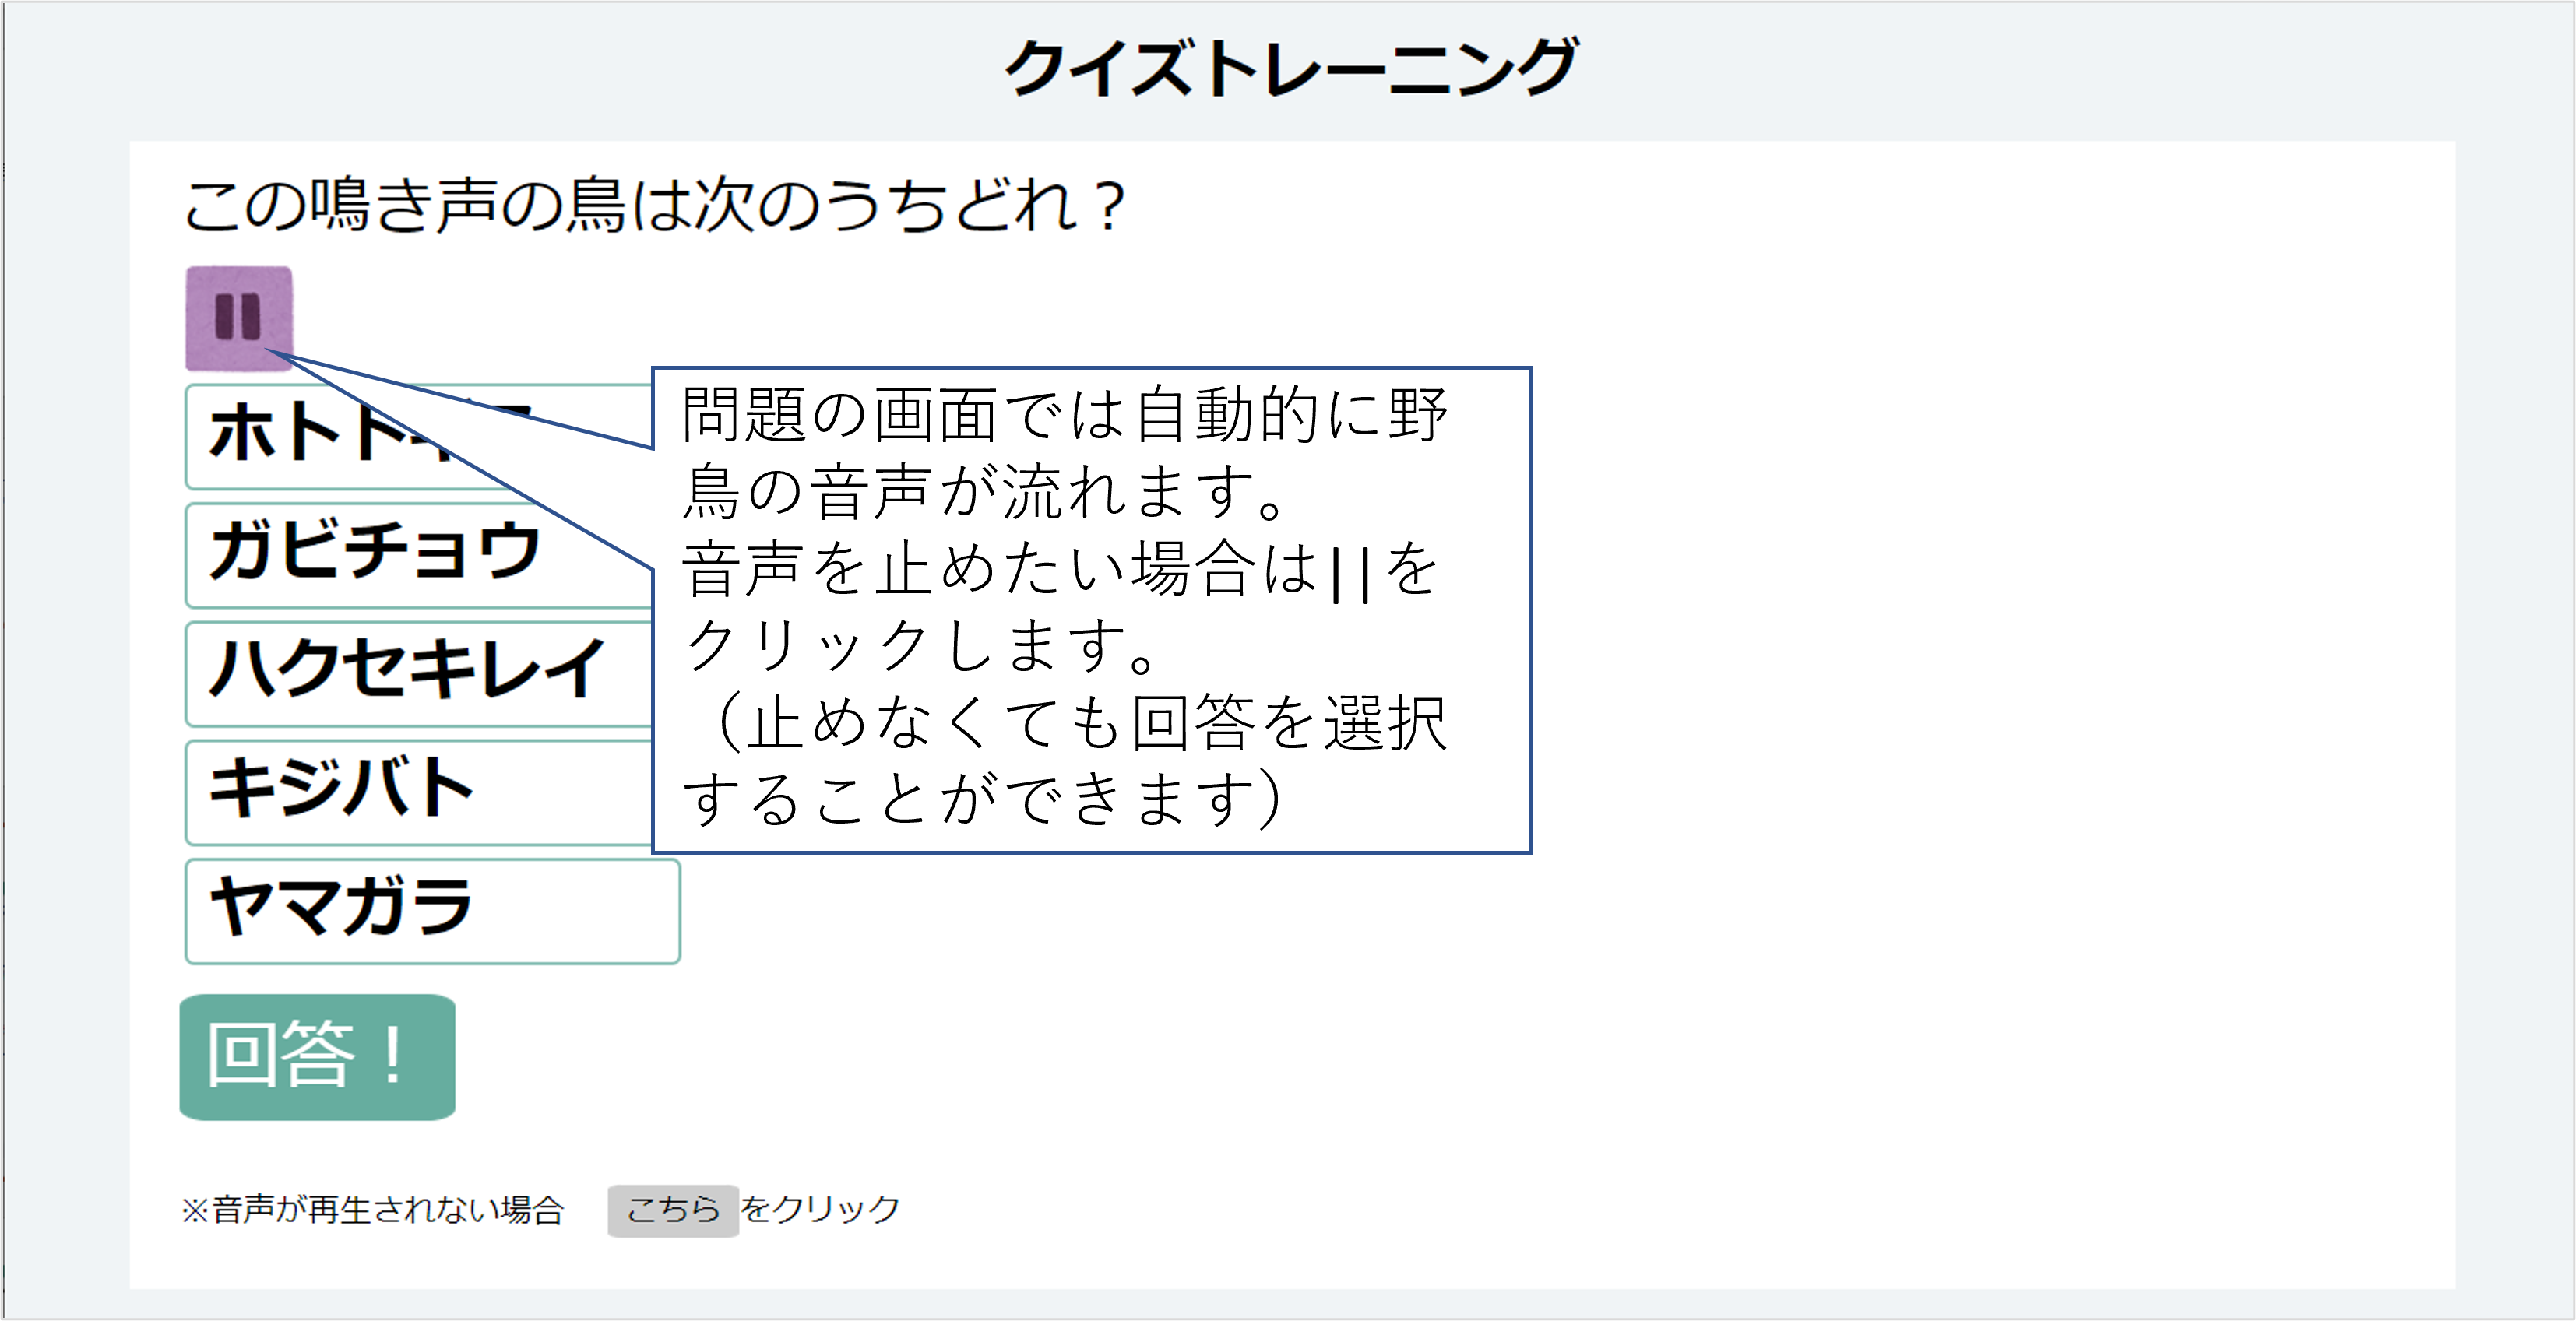 クイズトレーニング
この鳴き声の鳥は次のうちどれ？
ホトト
ガビチョウ
ハクセキレイ
キジバト
ヤマガラ
問題の画面では自動的に野
鳥の音声が流れます。
音声を止めたい場合は||を
クリックします。
（止めなくても回答を選択
することができます）
回答！
※音声が再生されない場合 こちら をクリック